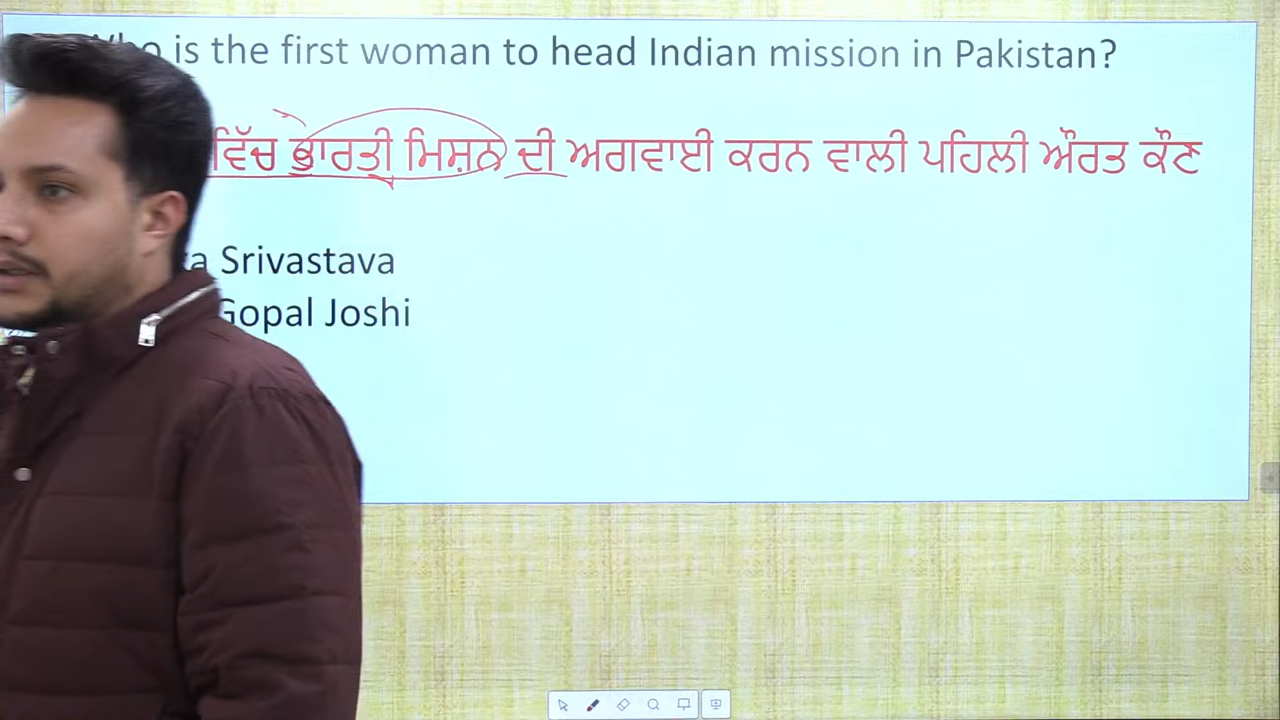 is the first woman to head Indian mission in Pakistan?
ਵਿੱਚ ਭਾਰਤੀ ਮਿਸ਼ਨ ਦੀ ਅਗਵਾਈ ਕਰਨ ਵਾਲੀ ਪਹਿਲੀ ਔਰਤ ਕੌਣ
Srivastava
Gopal Joshi